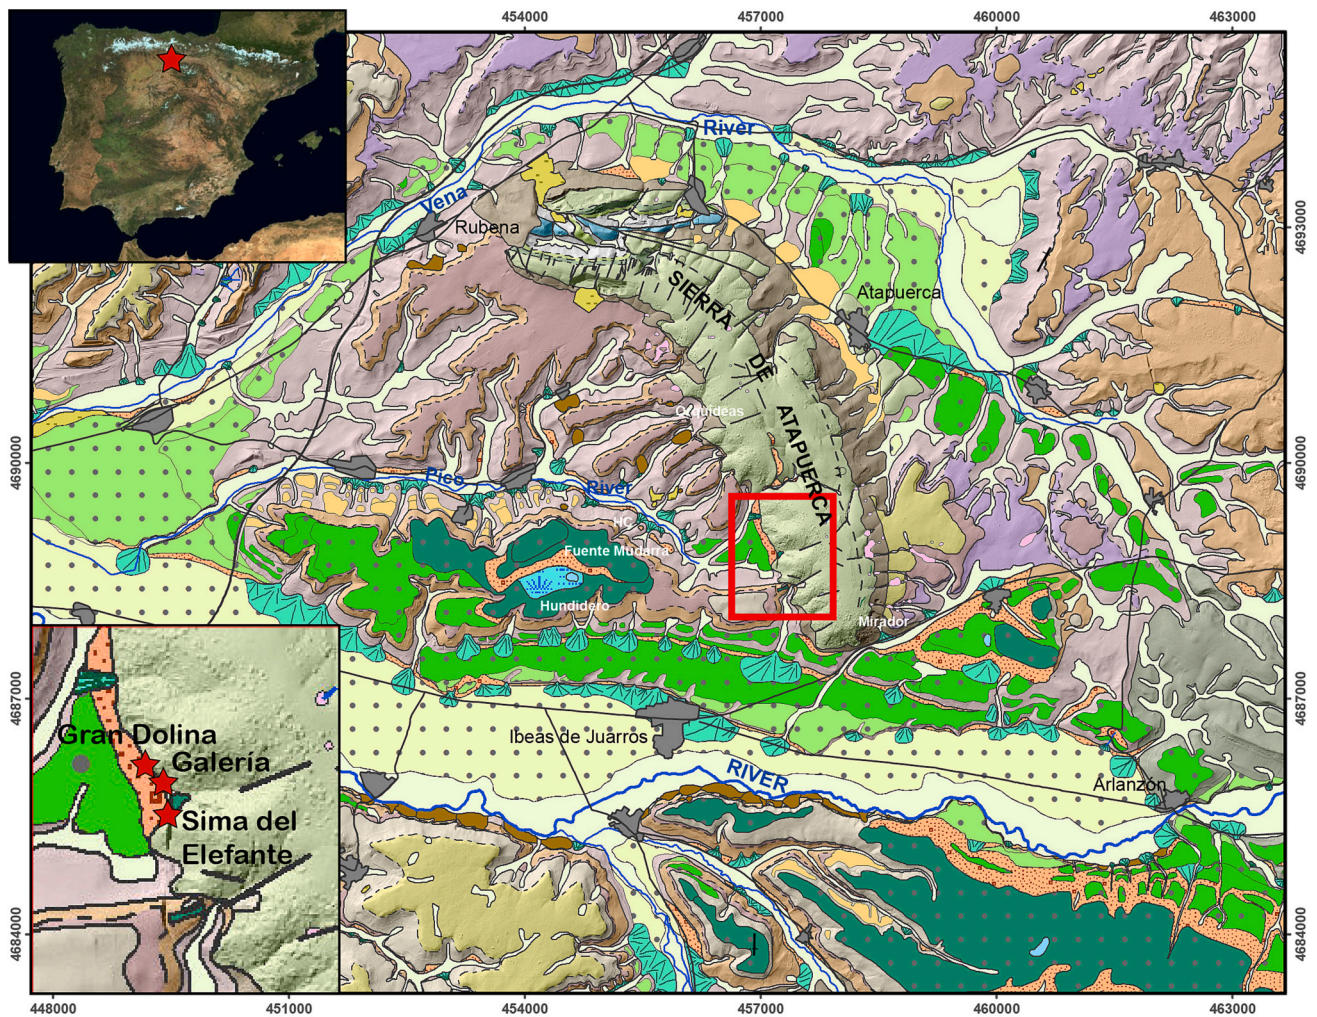 454000 457000 460000 463000
River
Vena
Rubena
4693000
SIERRA
Atapuerca
DE
Orquideas
ATAPUERCA
4690000
4690000
Pico
River
HC
Fuente Mudarra
Hundidero
Mirador
4687000
4687000
Gran Dolina
Galería
Ibeas de Juarros
RIVER
Arlanzón
Sima del
Elefante
4684000
4684000
448000 451000 454000 457000 460000 463000